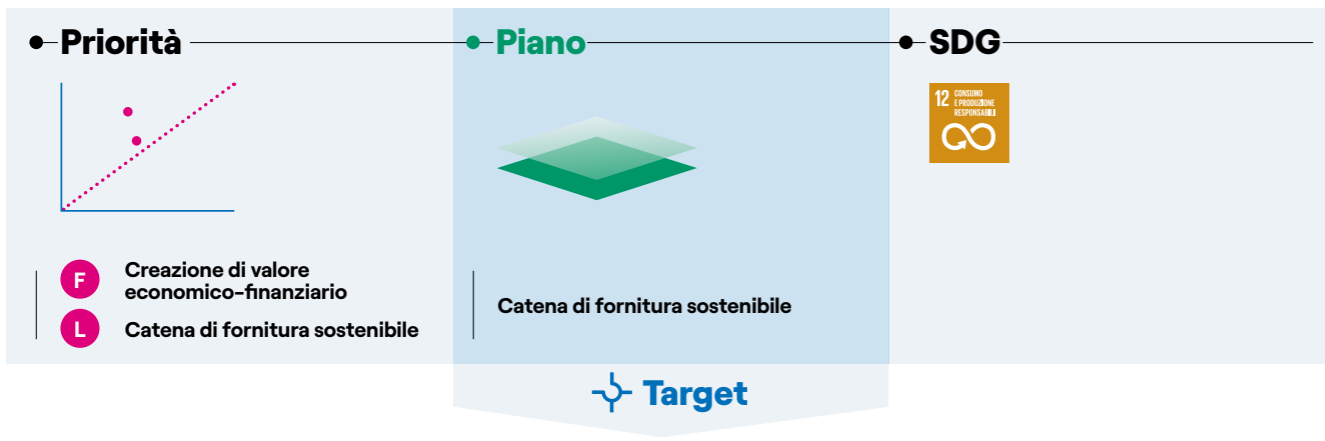 Priorità
Piano
SDG
12 CONSUMO
E PRODUZIONE
RESPONSABILI
F
Creazione di valore
economico-finanziario
L
Catena di fornitura sostenibile
Catena di fornitura sostenibile
Target